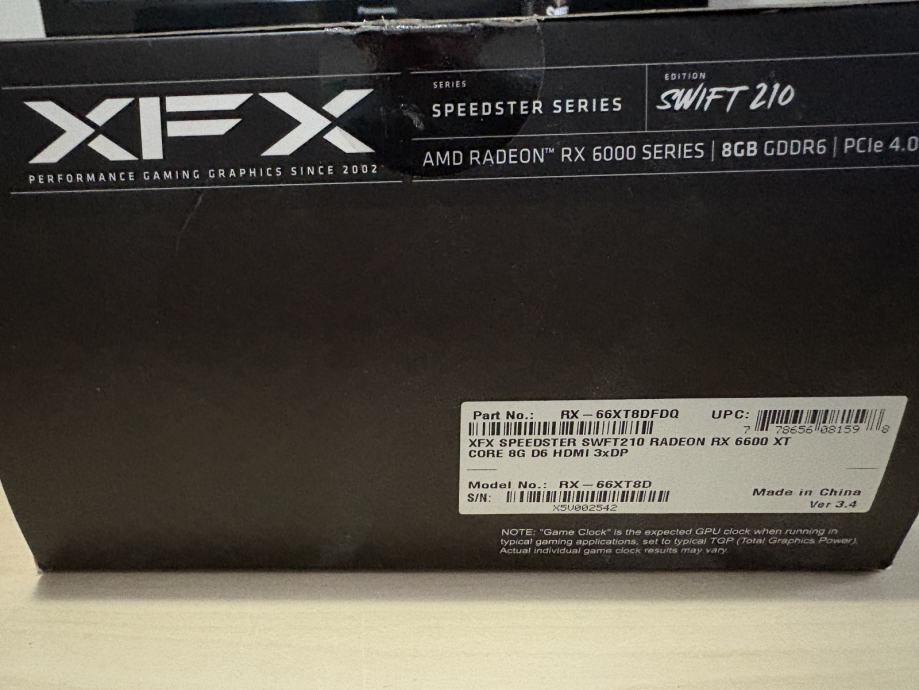 XFX
PERFORMANCE GAMING GRAPHICS SINCE 2002
SERIES
SPEEDSTER SERIES
EDITION
SWIFT 210
AMD RADEON™ RX 6000 SERIES | 8GB GDDR6 | PCIe 4.0
Part No.: RX-66XT8DFDQ UPC:
7 78656 08159 8
XFX SPEEDSTER SWFT210 RADEON RX 6600 XT
CORE 8G D6 HDMI 3xDP
Model No.: RX-66XT8D
S/N:
X5V002542
Made in China
Ver 3.4
NOTE: "Game Clock" is the expected GPU clock when running in
typical gaming applications, set to typical TGP (Total Graphics Power).
Actual individual game clock results may vary.